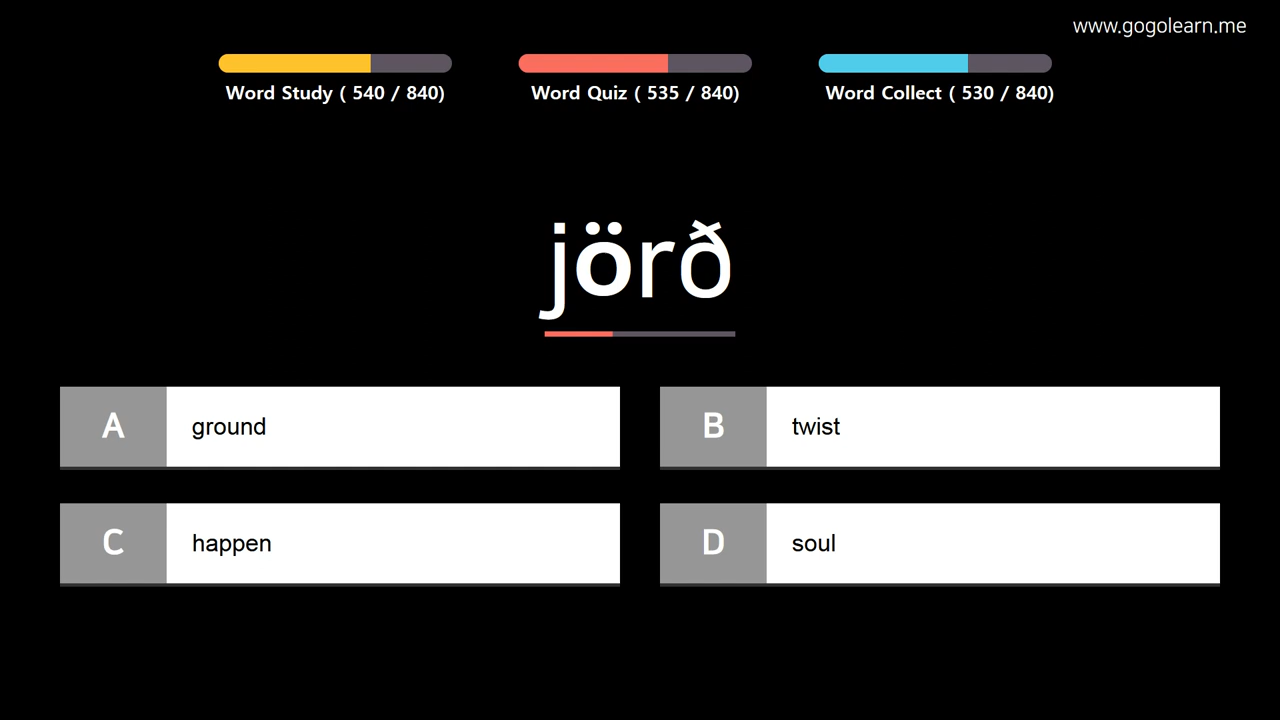 www.gogolearn.me
Word Study ( 540 / 840)
Word Quiz ( 535 / 840)
Word Collect ( 530 / 840)
jörð
A ground
B twist
C happen
D soul